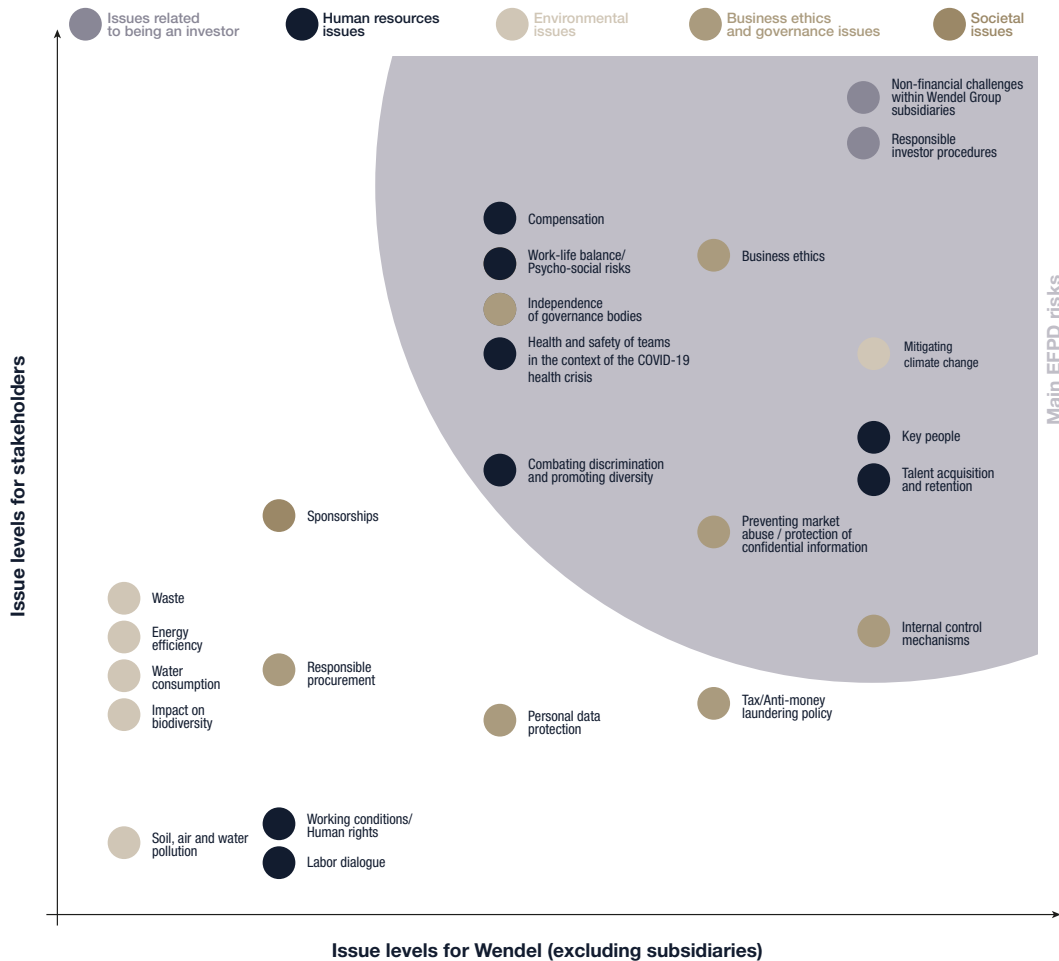 Issues related
to being an investor
Human resources
issues
Environmental
issues
Business ethics
and governance issues
Societal
issues
Non-financial challenges
within Wendel Group
subsidiaries
Responsible
investor procedures
Compensation
Work-life balance/
Psycho-social risks
Business ethics
Independence
of governance bodies
Health and safety of teams
in the context of the COVID-19
health crisis
Mitigating
climate change
Main EFPD risks
Key people
Combating discrimination
and promoting diversity
Talent acquisition
and retention
Sponsorships
Preventing market
abuse / protection of
confidential information
Issue levels for stakeholders
Waste
Energy
efficiency
Internal control
mechanisms
Water
consumption
Responsible
procurement
Impact on
biodiversity
Personal data
protection
Tax/Anti-money
laundering policy
Working conditions/
Human rights
Soil, air and water
pollution
Labor dialogue
Issue levels for Wendel (excluding subsidiaries)